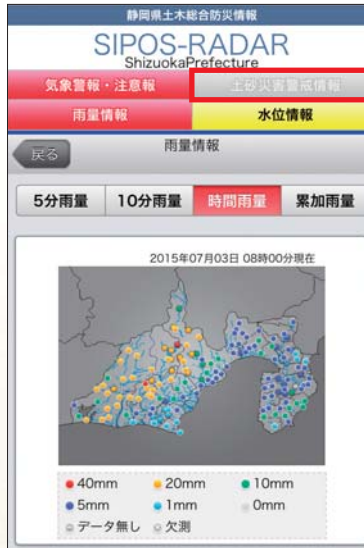 静岡県土木総合防災情報
SIPOS-RADAR
ShizuokaPrefecture
気象警報・注意報 土砂災害警戒情報
雨量情報 水位情報
戻る 雨量情報
5分雨量 10分雨量 時間雨量 累加雨量
2015年07月03日 08時00分現在
40mm 20mm 10mm
5mm 1mm 0mm
データ無し 欠測